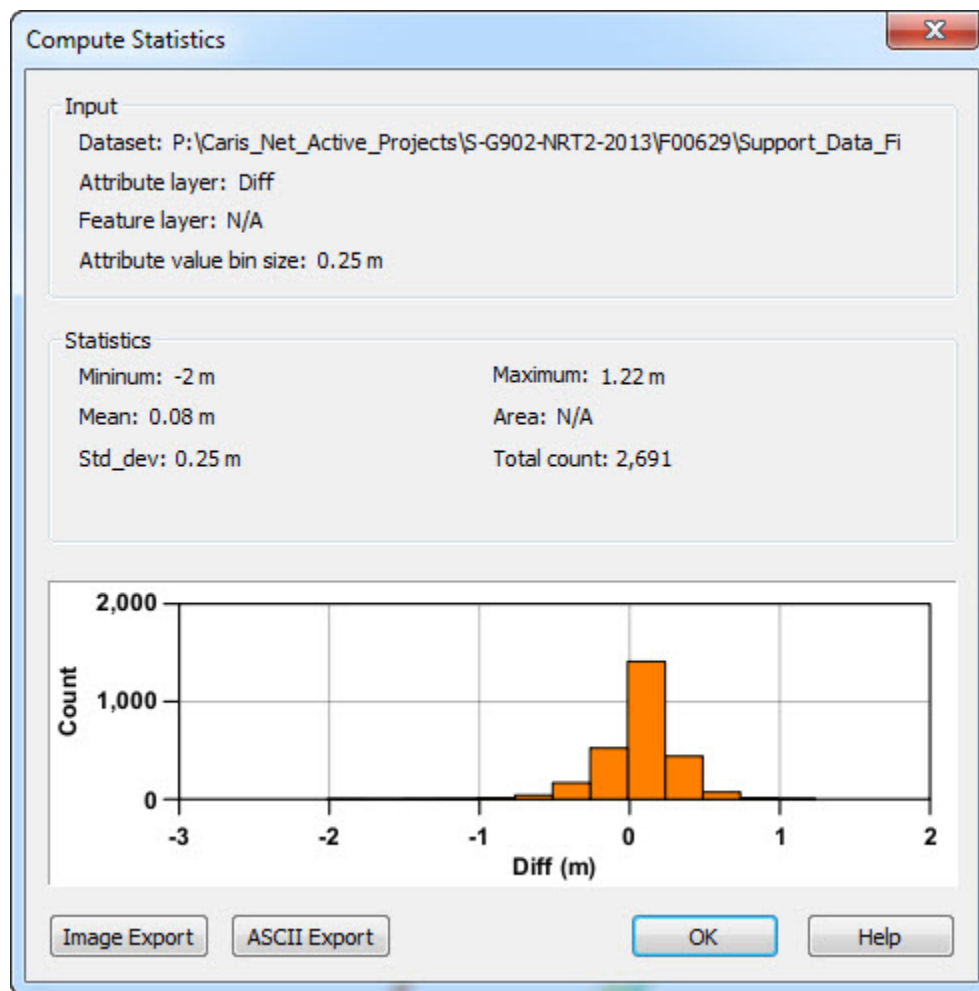 Compute Statistics
Input
Dataset: P:\Caris_Net_Active_Projects\S-G902-NRT2-2013\F00629\Support_Data_Fi
Attribute layer: Diff
Feature layer: N/A
Attribute value bin size: 0.25 m
Statistics
Mininum: -2 m
Maximum: 1.22 m
Mean: 0.08 m
Area: N/A
Std_dev: 0.25 m
Total count: 2,691
2,000
1,000
0
Count
-3 -2 -1 0 1 2
Diff (m)
Image Export
ASCII Export
OK
Help